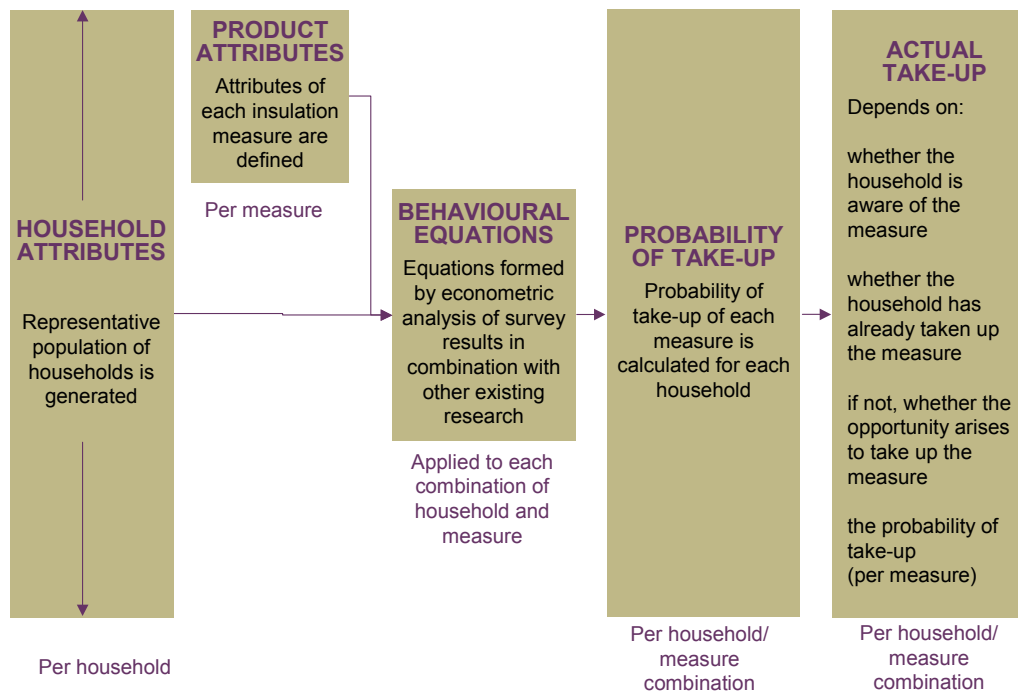 HOUSEHOLD
ATTRIBUTES
Representative
population of
households is
generated
Per household
PRODUCT
ATTRIBUTES
Attributes of
each insulation
measure are
defined
Per measure
BEHAVIOURAL
EQUATIONS
Equations formed
by econometric
analysis of survey
results in
combination with
other existing
research
Applied to each
combination of
household and
measure
PROBABILITY
OF TAKE-UP
Probability of
take-up of each
measure is
calculated for each
household
Per household/
measure
combination
ACTUAL
TAKE-UP
Depends on:
whether the
household is
aware of the
measure
whether the
household has
already taken up
the measure
if not, whether the
opportunity arises
to take up the
measure
the probability of
take-up
(per measure)
Per household/
measure
combination